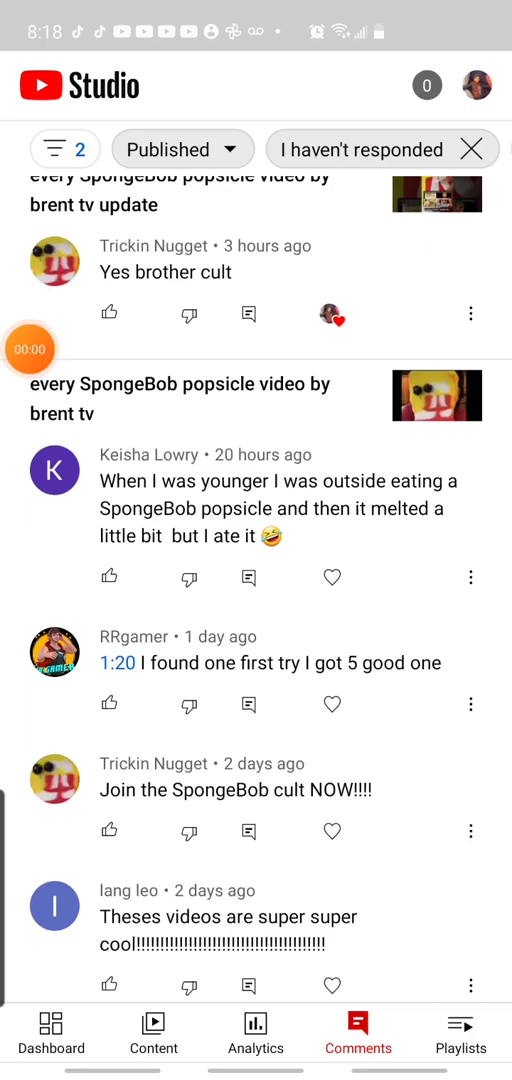 8:18
Studio
0
2
Published
I haven't responded
every SpongeBob popsicle video by
brent tv update
Trickin Nugget • 3 hours ago
Yes brother cult
00:00
every SpongeBob popsicle video by
brent tv
K
Keisha Lowry • 20 hours ago
When I was younger I was outside eating a
SpongeBob popsicle and then it melted a
little bit but I ate it 🤣
RRgamer • 1 day ago
1:20 I found one first try I got 5 good one
Trickin Nugget • 2 days ago
Join the SpongeBob cult NOW!!!!
I
Iang leo • 2 days ago
Theses videos are super super
cool!!!!!!!!!!!!!!!!!!!!!!!!!!!!!!!!!!!!!!!!
Dashboard
Content
Analytics
Comments
Playlists